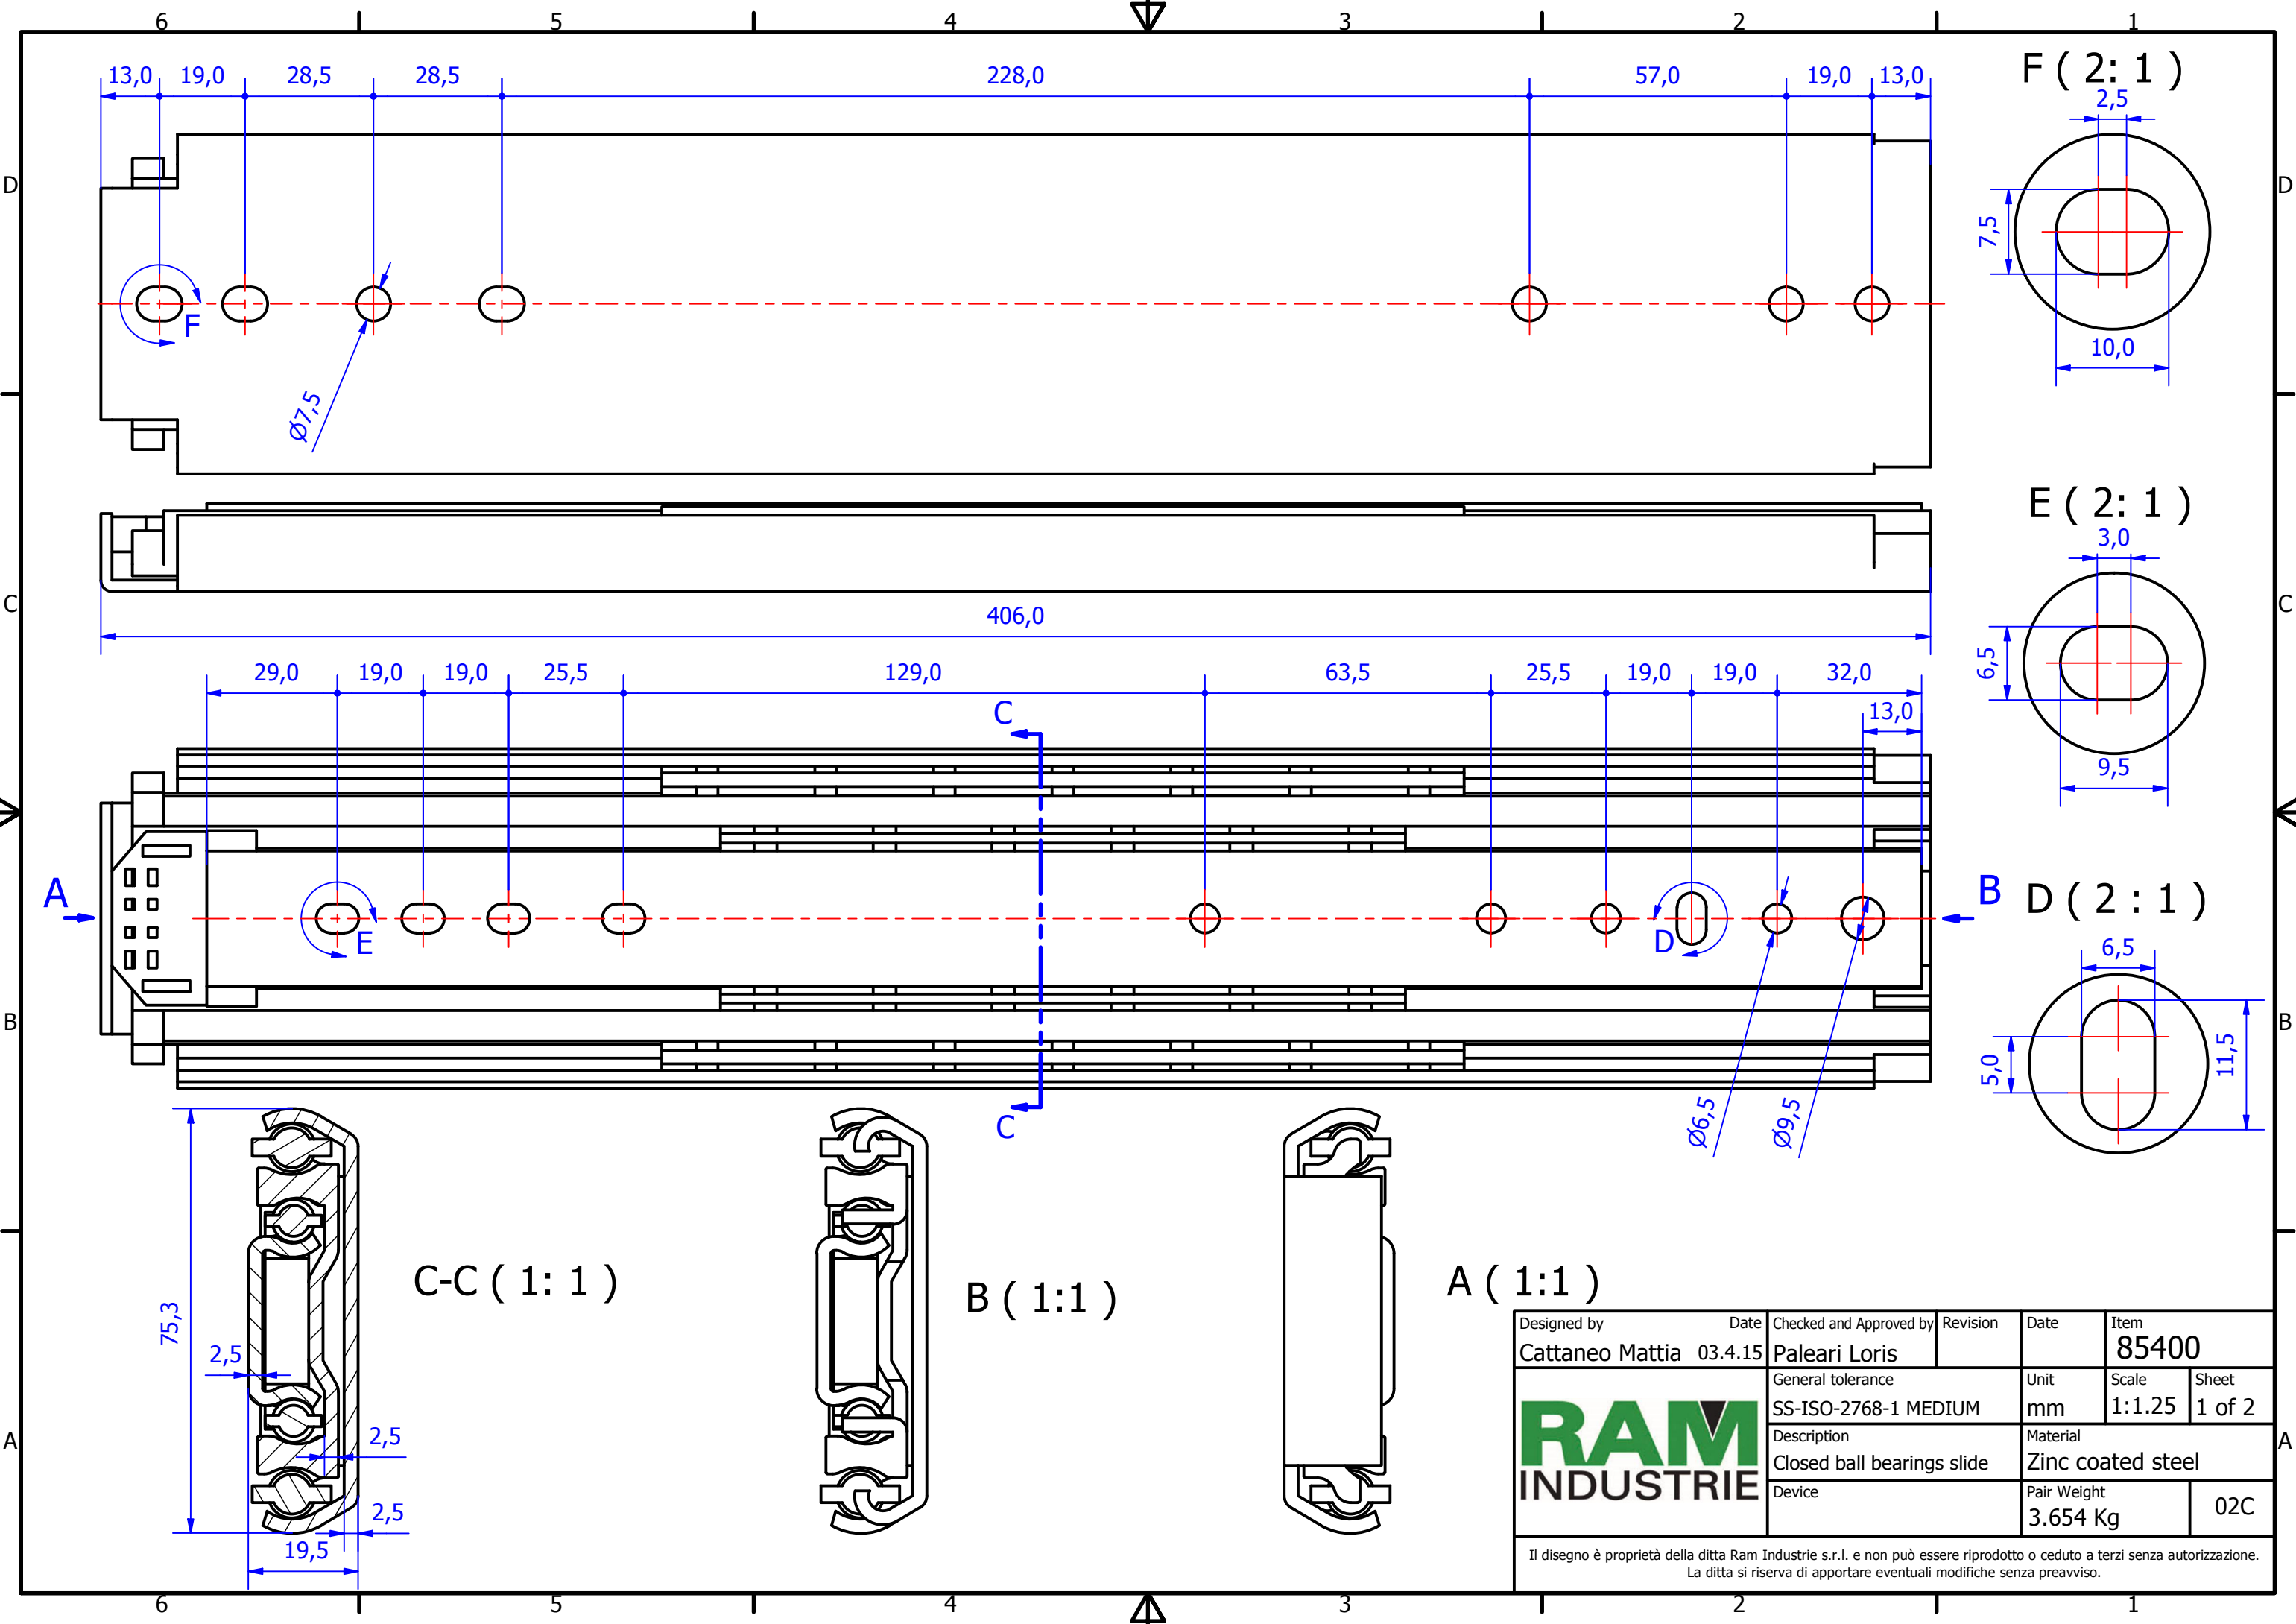 6 5 4 3 2 1
13,0 19,0 28,5 28,5 228,0 57,0 19,0 13,0
F ( 2: 1 )
2,5
D D
7,5
F
10,0
Ø7,5
E ( 2: 1 )
3,0
C C
406,0
6,5
29,0 19,0 19,0 25,5 129,0 63,5 25,5 19,0 19,0 32,0
13,0
C
9,5
A B
D ( 2 : 1 )
E D
6,5
B B
11,5
5,0
C
Ø6,5 Ø9,5
C-C ( 1: 1 )
B ( 1:1 )
A ( 1:1 )
75,3
2,5
2,5
2,5
19,5
A A
Designed by Date Checked and Approved by Revision Date Item
Cattaneo Mattia 03.4.15 Paleari Loris 85400
General tolerance Unit Scale Sheet
SS-ISO-2768-1 MEDIUM mm 1:1.25 1 of 2
RAM
INDUSTRIE
Description Material
Closed ball bearings slide Zinc coated steel
Device Pair Weight
3.654 Kg 02C
Il disegno è proprietà della ditta Ram Industrie s.r.l. e non può essere riprodotto o ceduto a terzi senza autorizzazione.
La ditta si riserva di apportare eventuali modifiche senza preavviso.
6 5 4 3 2 1